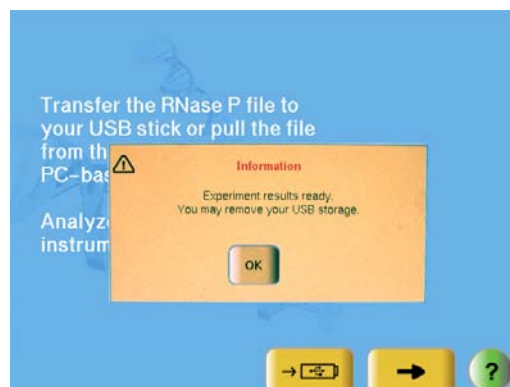 Transfer the RNase P file to
your USB stick or pull the file
from th
PC-bas
Analyz
instrum
Information
Experiment results ready.
You may remove your USB storage.
OK
?